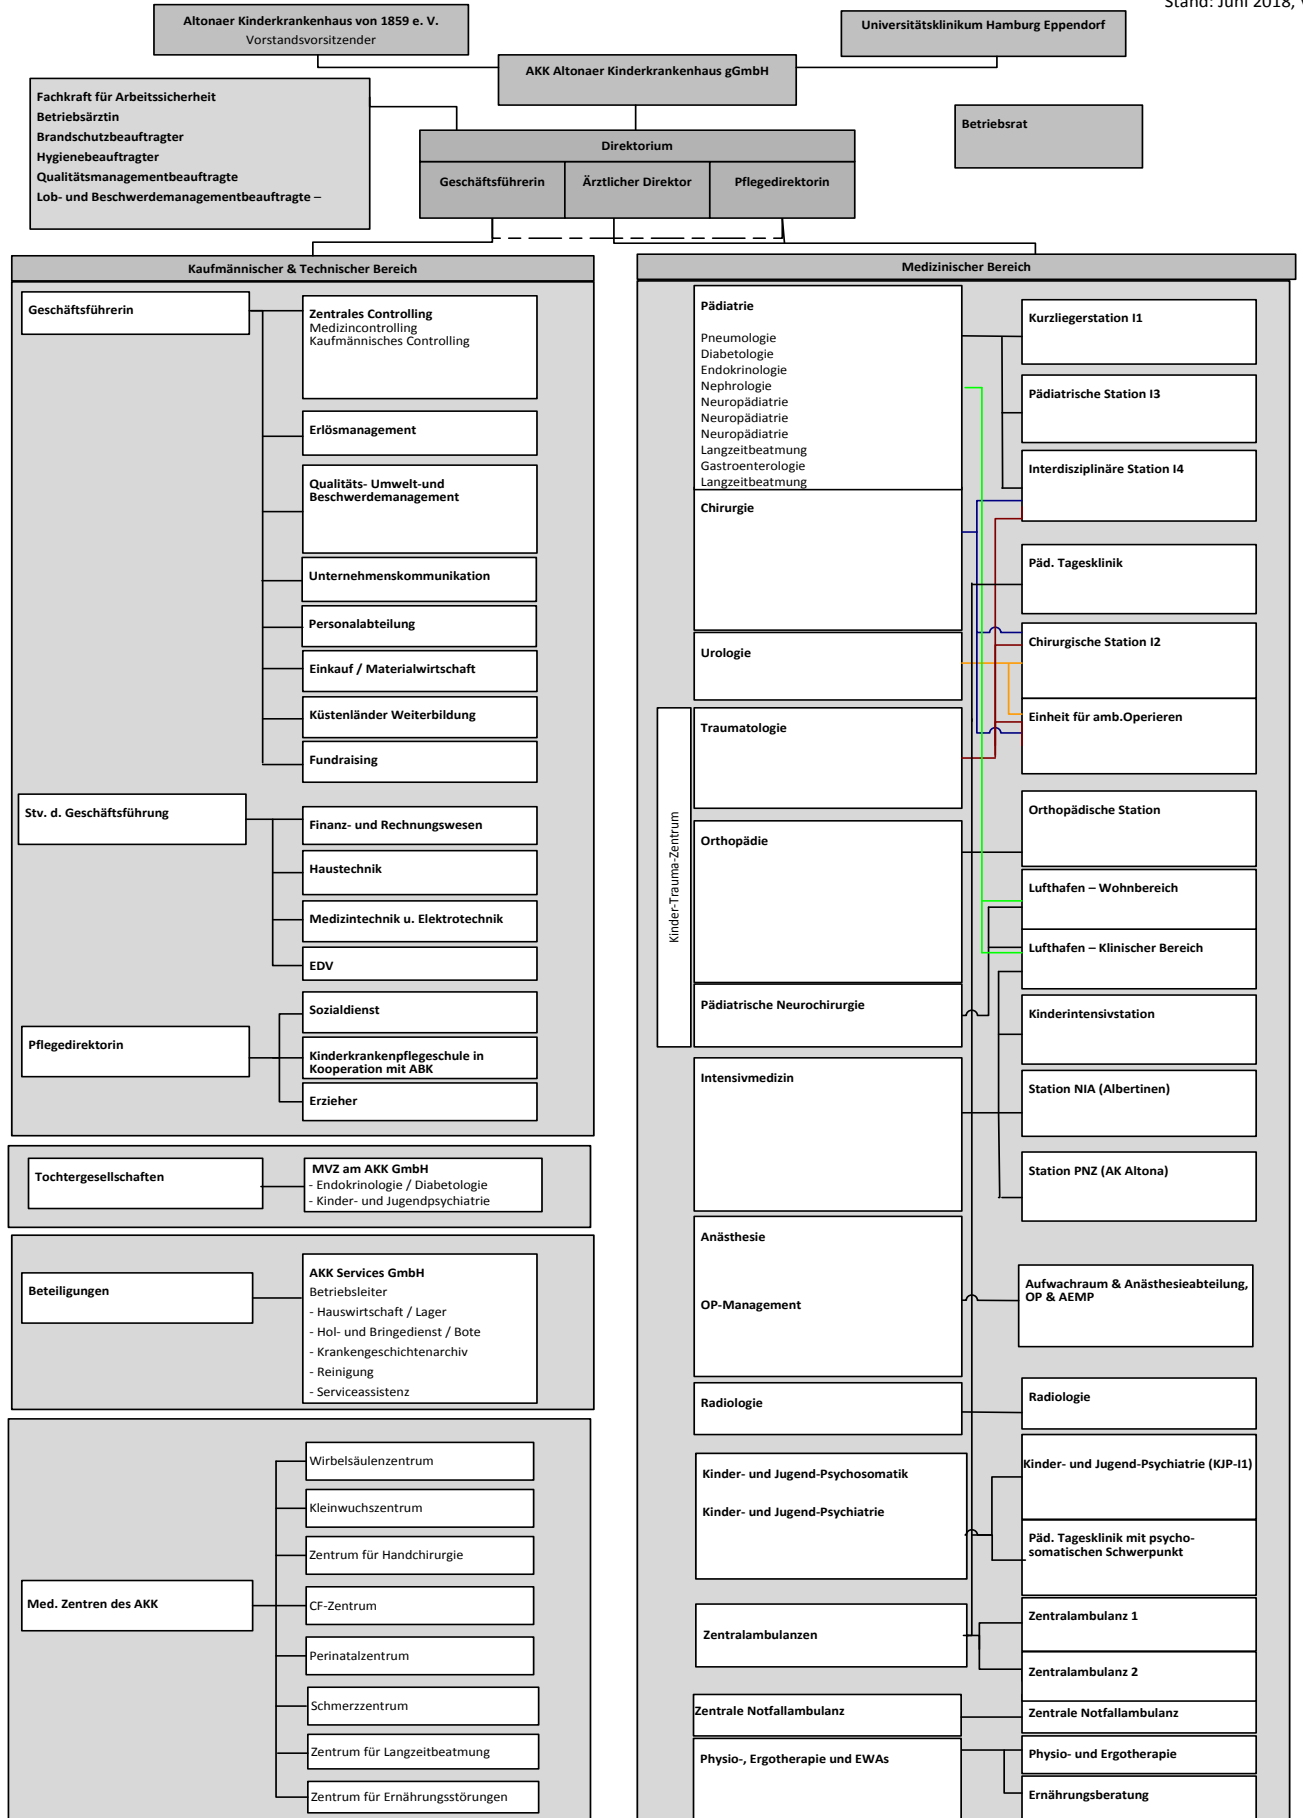 Stand: Juni 2018,
Altonaer Kinderkrankenhaus von 1859 e. V.
Vorstandsvorsitzender
Universitätsklinikum Hamburg Eppendorf
AKK Altonaer Kinderkrankenhaus gGmbH
Fachkraft für Arbeitssicherheit
Betriebsärztin
Brandschutzbeauftragter
Hygienebeauftragter
Qualitätsmanagementbeauftragte
Lob- und Beschwerdemanagementbeauftragte –
Betriebsrat
Direktorium
Geschäftsführerin
Ärztlicher Direktor
Pflegedirektorin
Kaufmännischer & Technischer Bereich
Geschäftsführerin
Zentrales Controlling
Medizincontrolling
Kaufmännisches Controlling
Erlösmanagement
Qualitäts- Umwelt-und
Beschwerdemanagement
Unternehmenskommunikation
Personalabteilung
Einkauf / Materialwirtschaft
Küstenländer Weiterbildung
Fundraising
Stv. d. Geschäftsführung
Finanz- und Rechnungswesen
Haustechnik
Medizintechnik u. Elektrotechnik
EDV
Pflegedirektorin
Sozialdienst
Kinderkrankenpflegeschule in
Kooperation mit ABK
Erzieher
Tochtergesellschaften
MVZ am AKK GmbH
- Endokrinologie / Diabetologie
- Kinder- und Jugendpsychiatrie
Beteiligungen
AKK Services GmbH
Betriebsleiter
- Hauswirtschaft / Lager
- Hol- und Bringedienst / Bote
- Krankengeschichtenarchiv
- Reinigung
- Serviceassistenz
Med. Zentren des AKK
Wirbelsäulenzentrum
Kleinwuchszentrum
Zentrum für Handchirurgie
CF-Zentrum
Perinatalzentrum
Schmerzzentrum
Zentrum für Langzeitbeatmung
Zentrum für Ernährungsstörungen
Medizinischer Bereich
Pädiatrie
Pneumologie
Diabetologie
Endokrinologie
Nephrologie
Neuropädiatrie
Neuropädiatrie
Neuropädiatrie
Langzeitbeatmung
Gastroenterologie
Langzeitbeatmung
Chirurgie
Urologie
Kinder-Trauma-Zentrum
Traumatologie
Orthopädie
Pädiatrische Neurochirurgie
Intensivmedizin
Anästhesie
OP-Management
Radiologie
Kinder- und Jugend-Psychosomatik
Kinder- und Jugend-Psychiatrie
Zentralambulanzen
Zentrale Notfallambulanz
Physio-, Ergotherapie und EWAs
Kurzliegerstation I1
Pädiatrische Station I3
Interdisziplinäre Station I4
Päd. Tagesklinik
Chirurgische Station I2
Einheit für amb.Operieren
Orthopädische Station
Lufthafen – Wohnbereich
Lufthafen – Klinischer Bereich
Kinderintensivstation
Station NIA (Albertinen)
Station PNZ (AK Altona)
Aufwachraum & Anästhesieabteilung,
OP & AEMP
Radiologie
Kinder- und Jugend-Psychiatrie (KJP-I1)
Päd. Tagesklinik mit psycho-
somatischen Schwerpunkt
Zentralambulanz 1
Zentralambulanz 2
Zentrale Notfallambulanz
Physio- und Ergotherapie
Ernährungsberatung